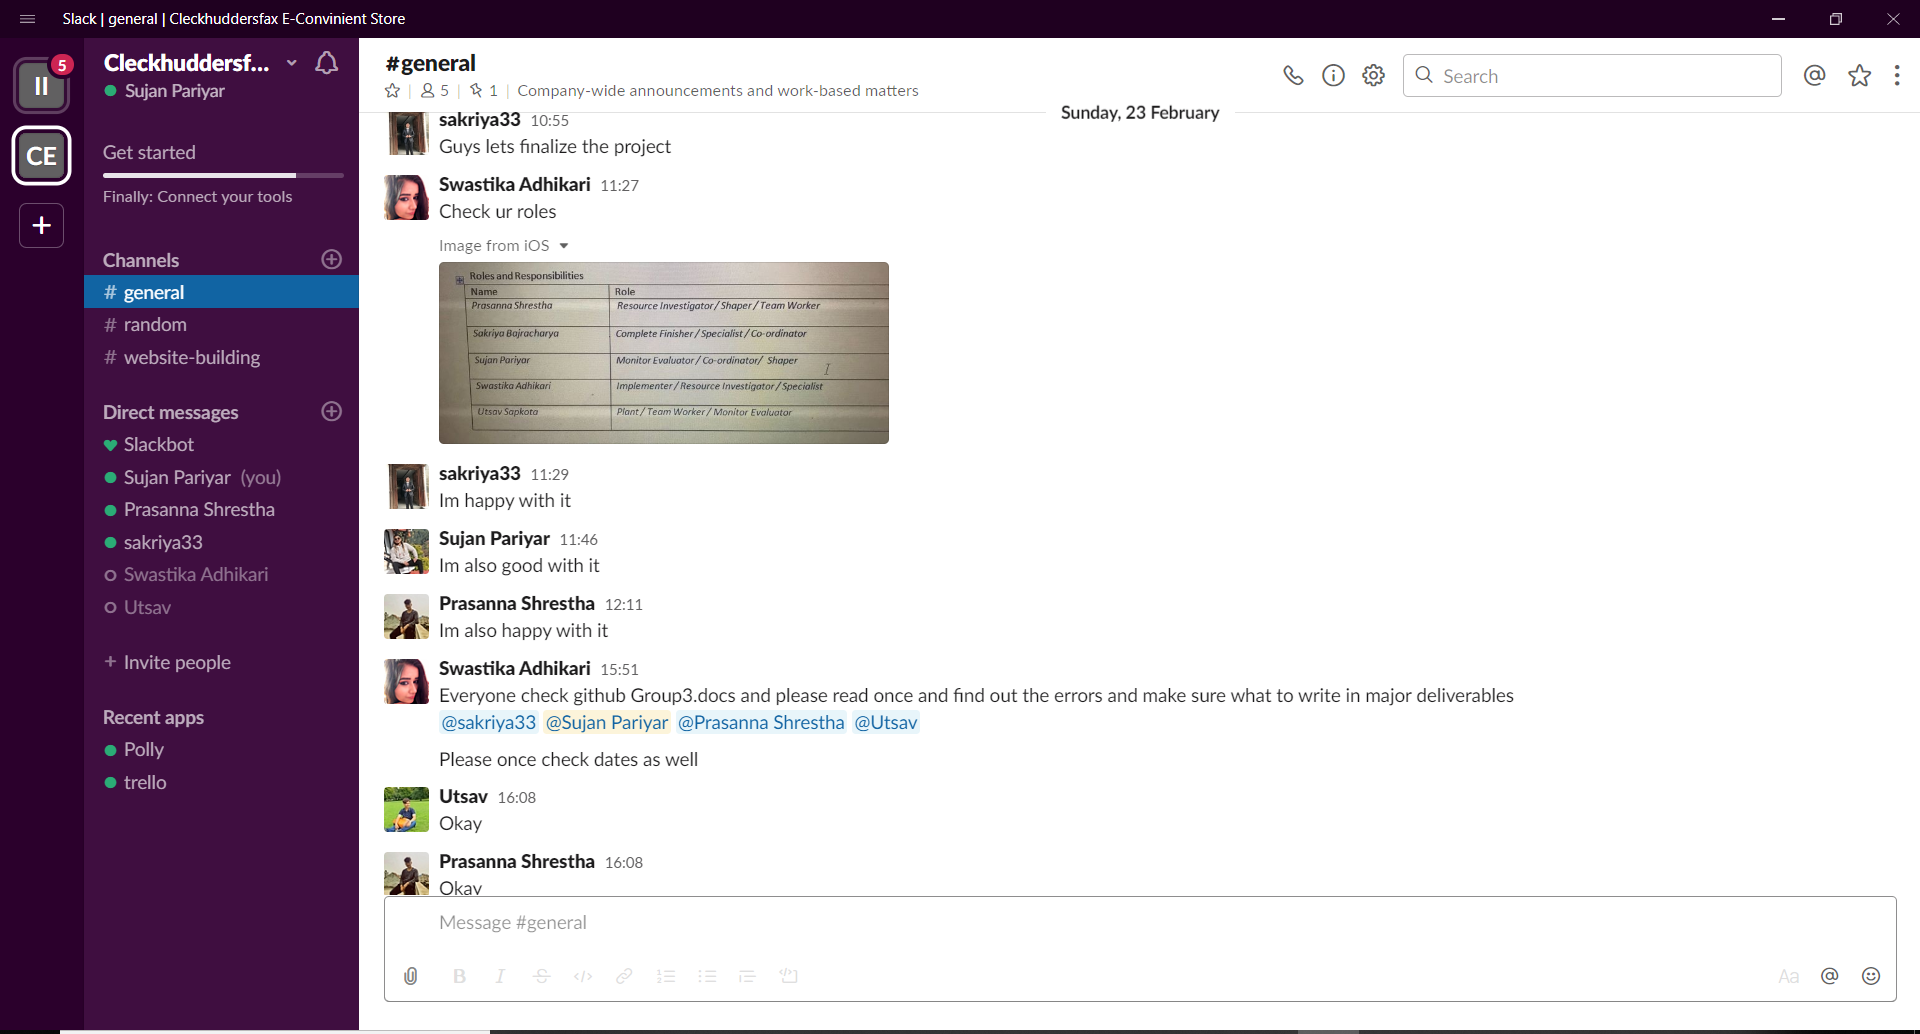 Slack | general | Cleckhuddersfax E-Convinient Store
5
II
CE
+
Cleckhuddersf...
Sujan Pariyar
Get started
Finally: Connect your tools
Channels
# general
# random
# website-building
Direct messages
Slackbot
Sujan Pariyar (you)
Prasanna Shrestha
sakriya33
Swastika Adhikari
Utsav
+ Invite people
Recent apps
Polly
trello
#general
5 | 1 | Company-wide announcements and work-based matters
Search
Sunday, 23 February
sakriya33 10:55
Guys lets finalize the project
Swastika Adhikari 11:27
Check ur roles
Image from iOS
Roles and Responsibilities
Name Role
Prasanna Shrestha Resource Investigator / Shaper / Team Worker
Sakriya Bajracharya Complete Finisher / Specialist / Co-ordinator
Sujan Pariyar Monitor Evaluator / Co-ordinator/ Shaper
Swastika Adhikari Implementer / Resource Investigator / Specialist
Utsav Sapkota Plant / Team Worker / Monitor Evaluator
sakriya33 11:29
Im happy with it
Sujan Pariyar 11:46
Im also good with it
Prasanna Shrestha 12:11
Im also happy with it
Swastika Adhikari 15:51
Everyone check github Group3.docs and please read once and find out the errors and make sure what to write in major deliverables
@sakriya33 @Sujan Pariyar @Prasanna Shrestha @Utsav
Please once check dates as well
Utsav 16:08
Okay
Prasanna Shrestha 16:08
Okay
Message #general
B I S </> Aa @